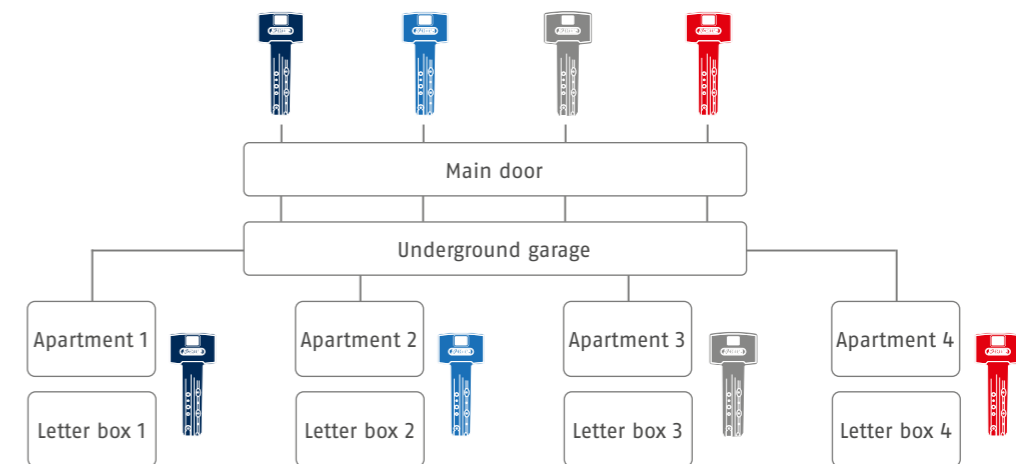 Main door
Underground garage
Apartment 1
Apartment 2
Apartment 3
Apartment 4
Letter box 1
Letter box 2
Letter box 3
Letter box 4